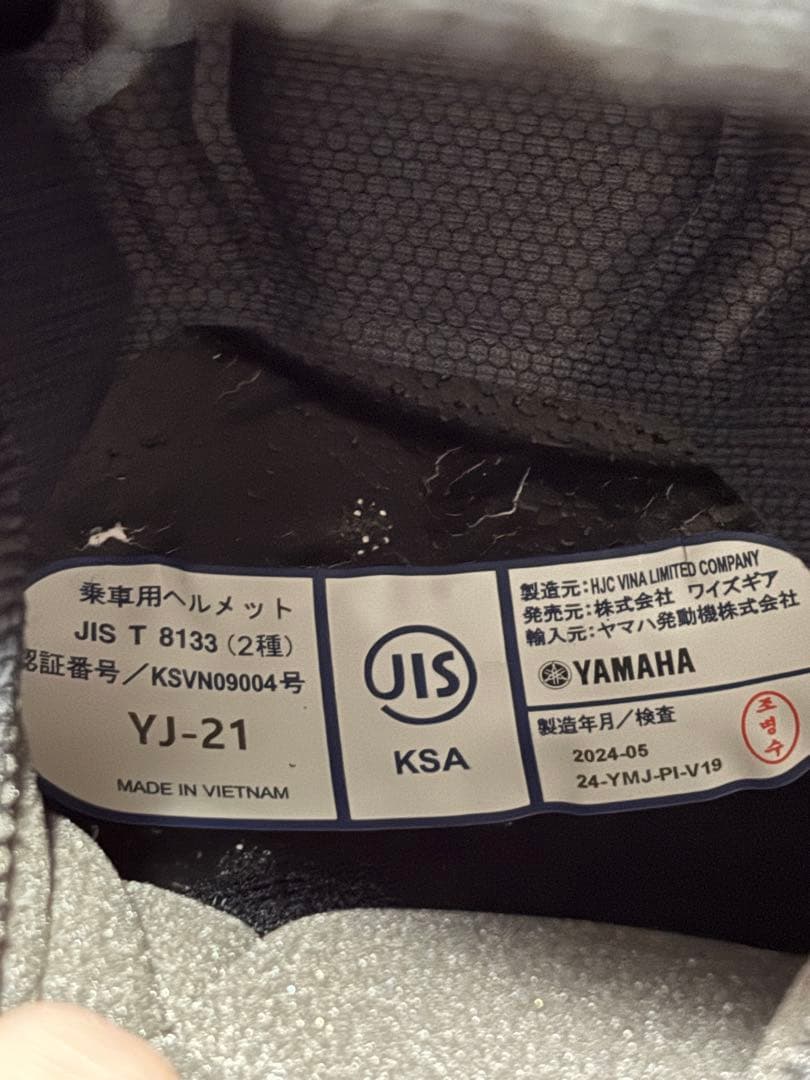 乗車用ヘルメット
JIS T 8133(2種)
認証番号/KSVN09004号
YJ-21
MADE IN VIETNAM
JIS
KSA
製造元:HJC VINA LIMITED COMPANY
発売元:株式会社 ワイズギア
輸入元:ヤマハ発動機株式会社
YAMAHA
製造年月/検査
2024-05
24-YMJ-PI-V19
조병수